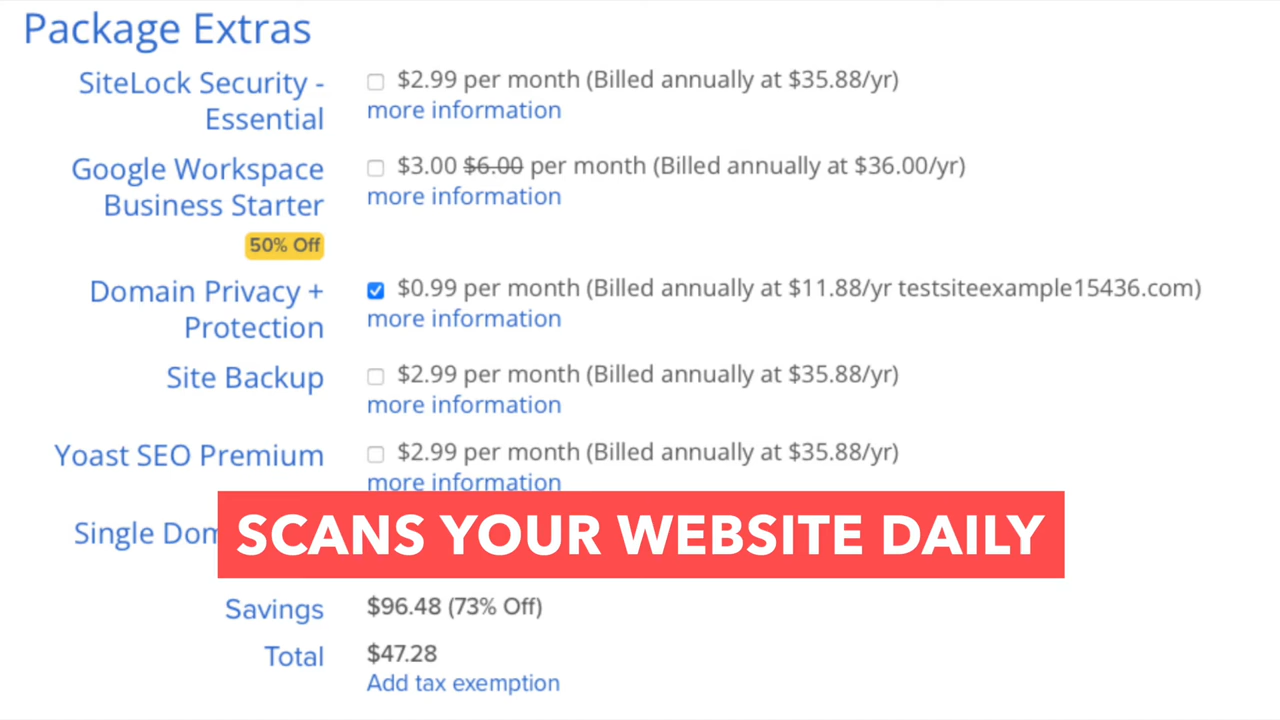 Package Extras
SiteLock Security -
Essential
$2.99 per month (Billed annually at $35.88/yr)
more information
Google Workspace
Business Starter
50% Off
$3.00 $6.00 per month (Billed annually at $36.00/yr)
more information
Domain Privacy +
Protection
$0.99 per month (Billed annually at $11.88/yr testsiteexample15436.com)
more information
Site Backup
$2.99 per month (Billed annually at $35.88/yr)
more information
Yoast SEO Premium
$2.99 per month (Billed annually at $35.88/yr)
more information
Single
SCANS YOUR WEBSITE DAILY
Savings
$96.48 (73% Off)
Total
$47.28
Add tax exemption